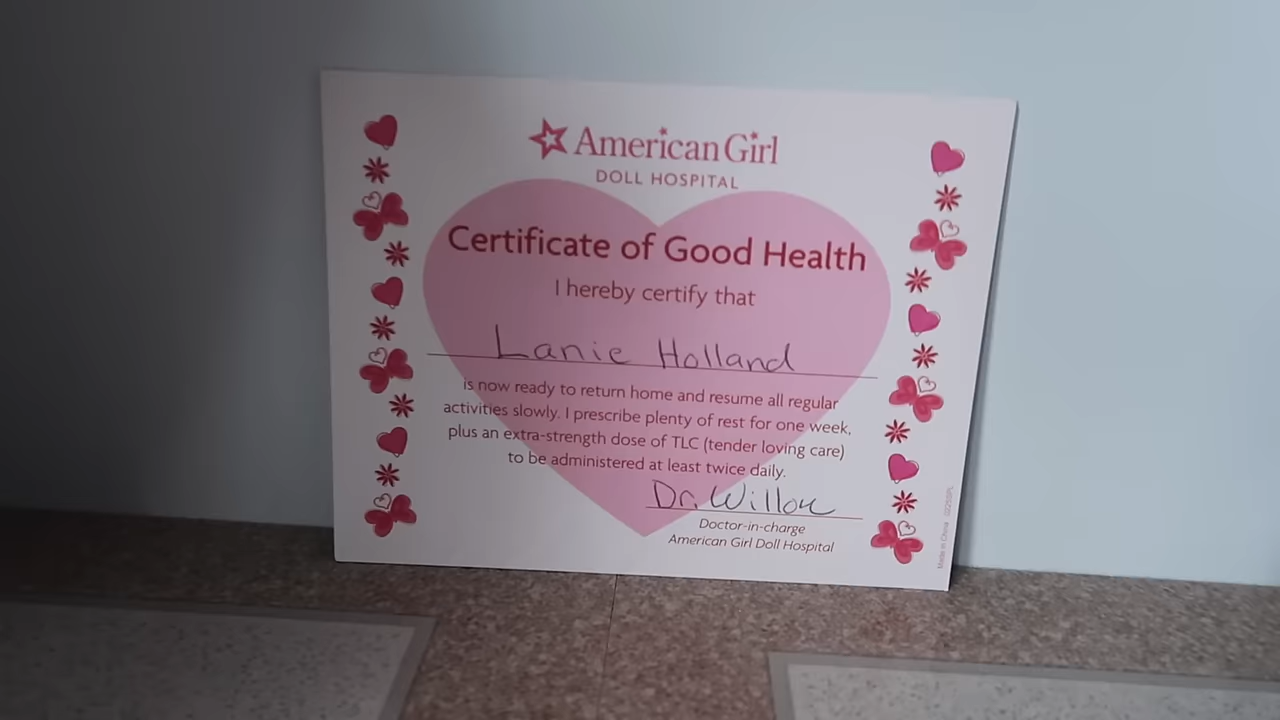 American Girl
DOLL HOSPITAL
Certificate of Good Health
I hereby certify that
Lanie Holland
is now ready to return home and resume all regular
activities slowly. I prescribe plenty of rest for one week,
plus an extra-strength dose of TLC (tender loving care)
to be administered at least twice daily.
Dr. Willow
Doctor-in-charge
American Girl Doll Hospital
Made in China